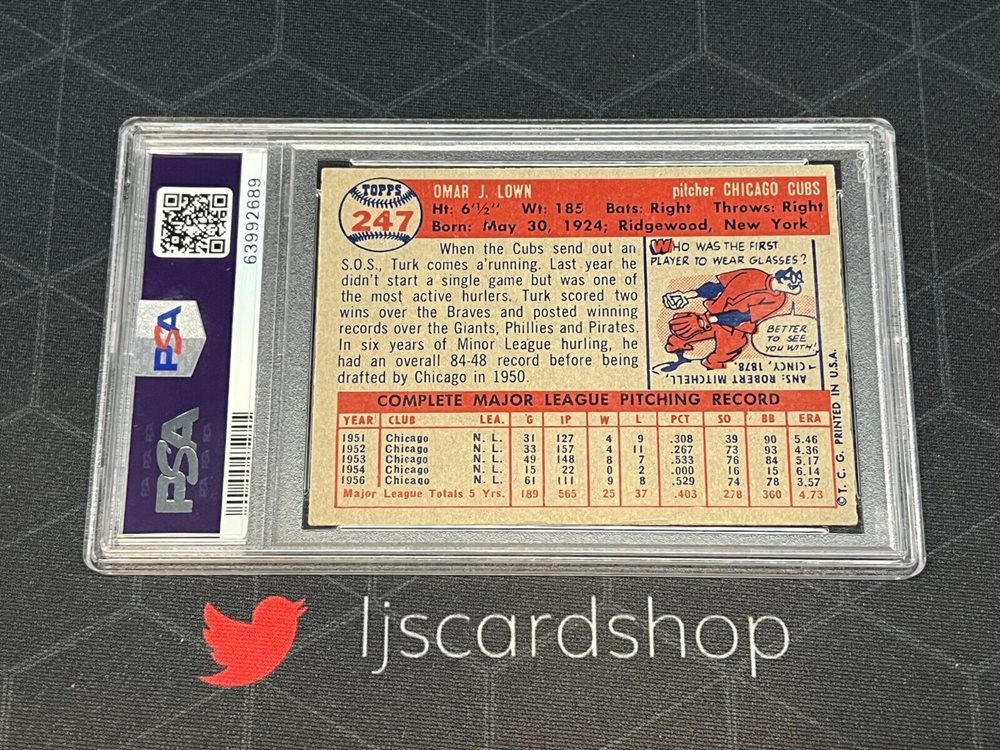 63992689
PSA
PSA
TOPPS
247
OMAR J. LOWN pitcher CHICAGO CUBS
Ht: 6'½" Wt: 185 Bats: Right Throws: Right
Born: May 30, 1924; Ridgewood, New York
When the Cubs send out an
S.O.S., Turk comes a'running. Last year he
didn't start a single game but was one of
the most active hurlers. Turk scored two
wins over the Braves and posted winning
records over the Giants, Phillies and Pirates.
In six years of Minor League hurling, he
had an overall 84-48 record before being
drafted by Chicago in 1950.
WHO WAS THE FIRST
PLAYER TO WEAR GLASSES?
BETTER
TO SEE
YOU WITH!
ANS: ROBERT MITCHELL,
CINCY, 1878.
COMPLETE MAJOR LEAGUE PITCHING RECORD
YEAR CLUB LEA. G IP W L PCT SO BB ERA
1951 Chicago N. L. 31 127 4 9 .308 39 90 5.46
1952 Chicago N. L. 33 157 4 11 .267 73 93 4.36
1953 Chicago N. L. 49 148 8 7 .533 76 84 5.17
1954 Chicago N. L. 15 22 0 2 .000 16 15 6.14
1956 Chicago N. L. 61 111 9 8 .529 74 78 3.57
Major League Totals 5 Yrs. 189 565 25 37 .403 278 360 4.73
© T. C. G. PRINTED IN U.S.A.
ljscardshop